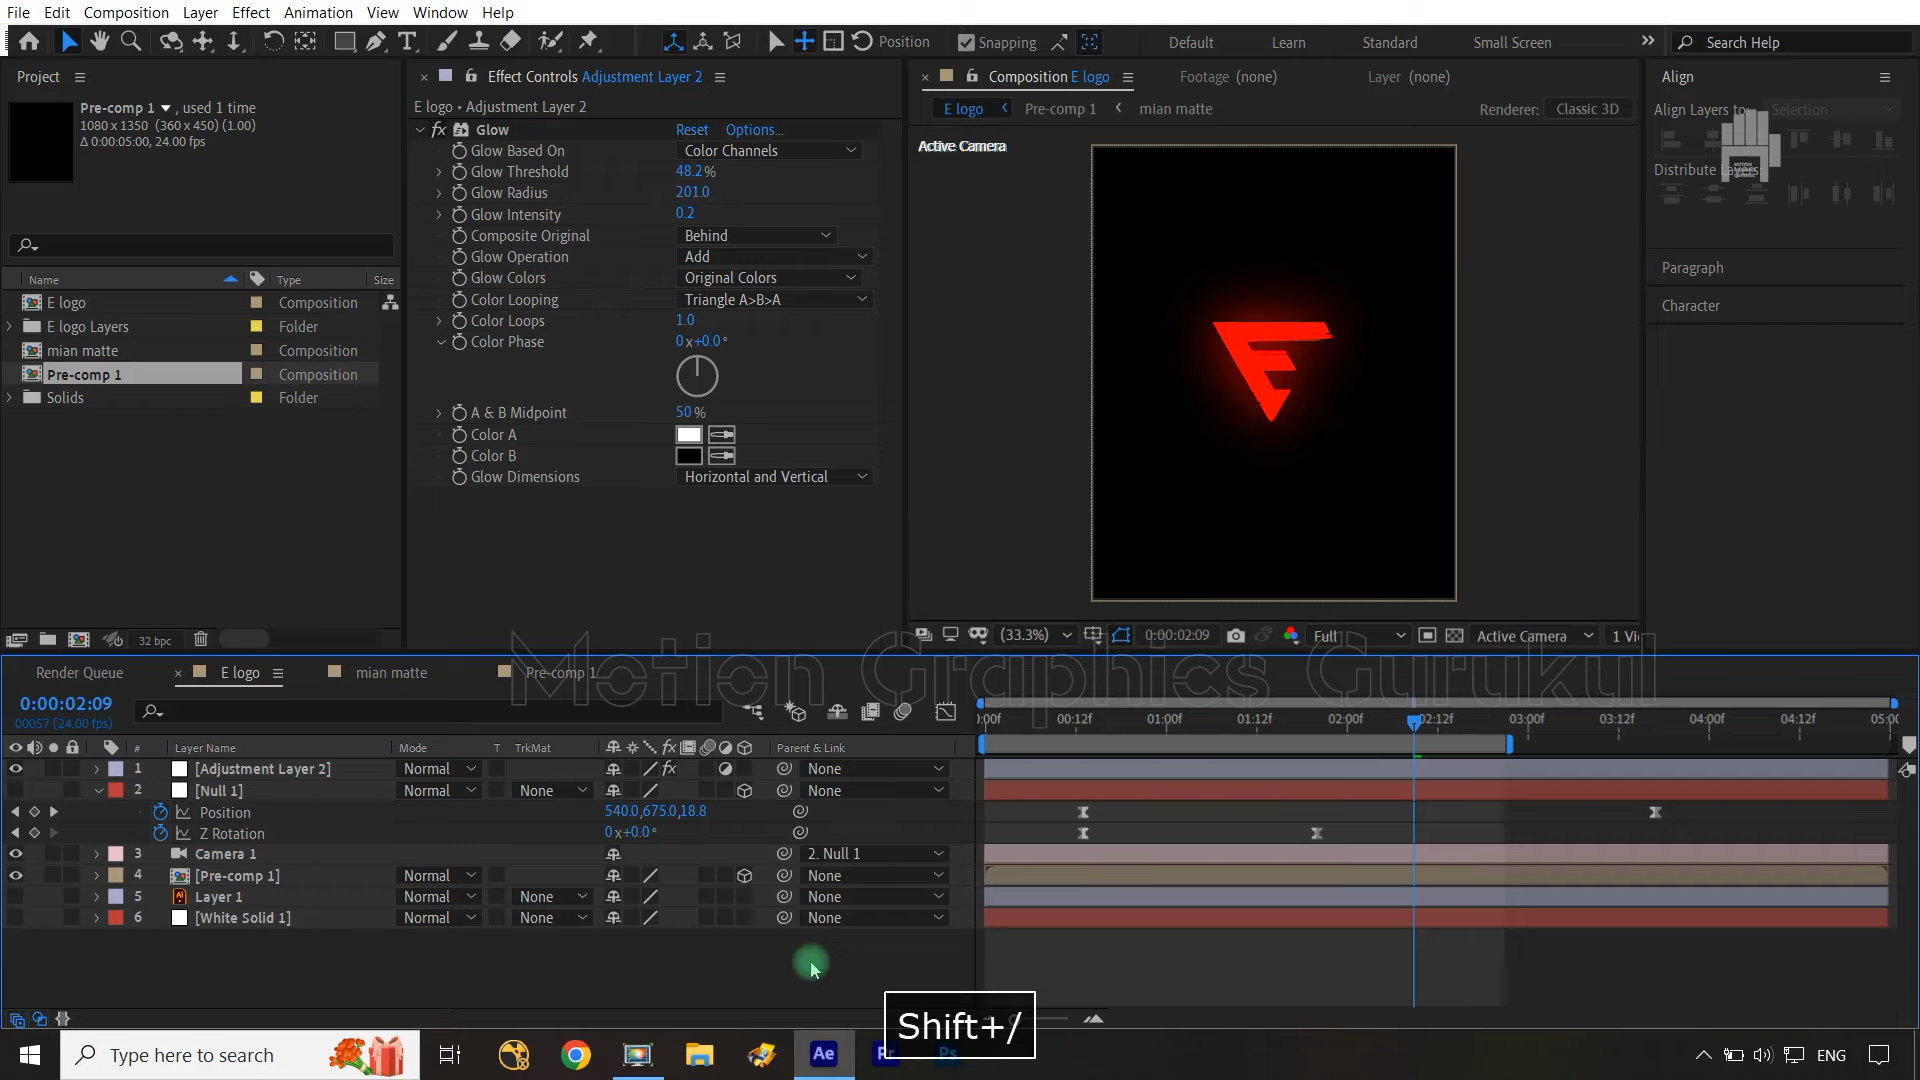 File Edit Composition Layer Effect Animation View Window Help
Position Snapping Default Learn Standard Small Screen Search Help
Project
Pre-comp 1 , used 1 time
1080 x 1350 (360 x 450) (1.00)
Δ 0:00:05:00, 24.00 fps
Name Type Size
E logo Composition
E logo Layers Folder
mian matte Composition
Pre-comp 1 Composition
Solids Folder
32 bpc
Effect Controls Adjustment Layer 2
E logo • Adjustment Layer 2
fx Glow Reset Options...
Glow Based On Color Channels
Glow Threshold 48.2%
Glow Radius 201.0
Glow Intensity 0.2
Composite Original Behind
Glow Operation Add
Glow Colors Original Colors
Color Looping Triangle A>B>A
Color Loops 1.0
Color Phase 0x+0.0°
A & B Midpoint 50%
Color A
Color B
Glow Dimensions Horizontal and Vertical
Composition E logo Footage (none) Layer (none)
E logo Pre-comp 1 mian matte Renderer: Classic 3D
Active Camera
(33.3%) 0:00:02:09 Full Active Camera 1 Vi
Align
Align Layers to: Selection
Distribute Layers:
Paragraph
Character
Motion Graphics Gurukul
Render Queue E logo mian matte Pre-comp 1
0:00:02:09
00057 (24.00 fps)
:00f 00:12f 01:00f 01:12f 02:00f 02:12f 03:00f 03:12f 04:00f 04:12f 05:00
# Layer Name Mode T TrkMat fx Parent & Link
1 [Adjustment Layer 2] Normal fx None
2 [Null 1] Normal None None
Position 540.0,675.0,18.8
Z Rotation 0x+0.0°
3 Camera 1 2. Null 1
4 [Pre-comp 1] Normal None
5 Layer 1 Normal None None
6 [White Solid 1] Normal None None
Shift+/
Type here to search Ae Pr Ps ENG